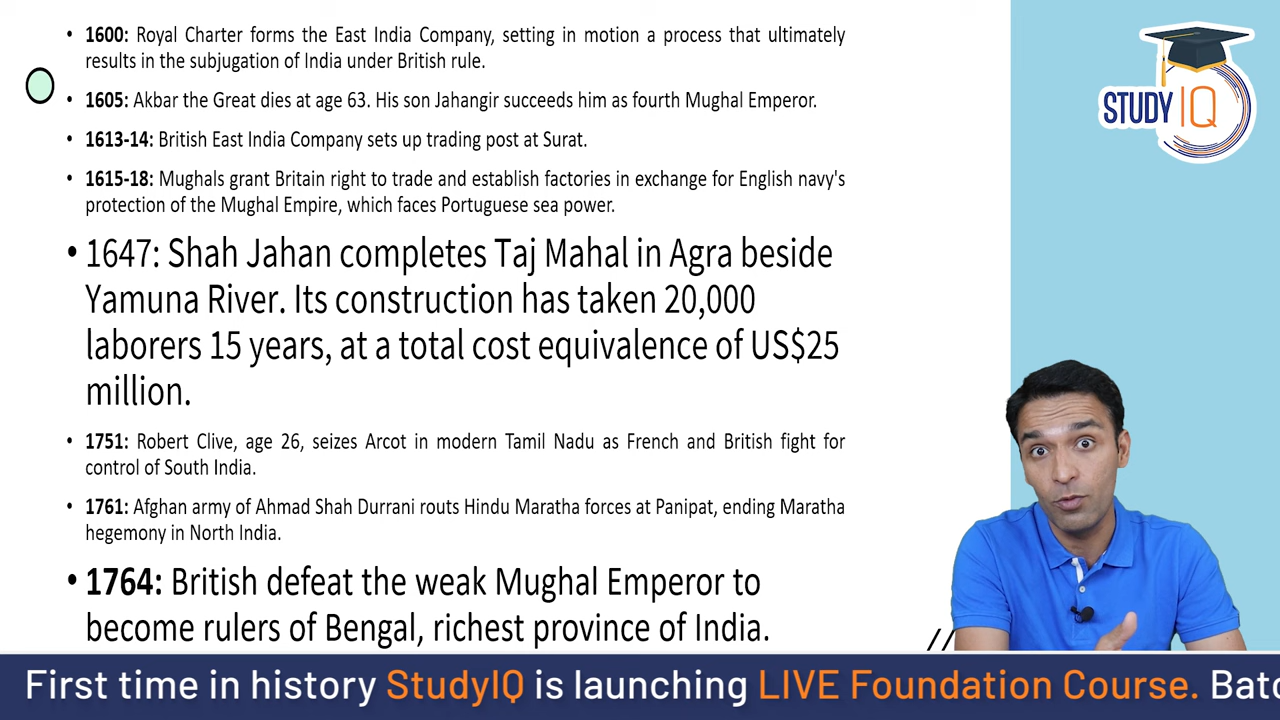 • 1600: Royal Charter forms the East India Company, setting in motion a process that ultimately
results in the subjugation of India under British rule.
• 1605: Akbar the Great dies at age 63. His son Jahangir succeeds him as fourth Mughal Emperor.
• 1613-14: British East India Company sets up trading post at Surat.
• 1615-18: Mughals grant Britain right to trade and establish factories in exchange for English navy's
protection of the Mughal Empire, which faces Portuguese sea power.
• 1647: Shah Jahan completes Taj Mahal in Agra beside
Yamuna River. Its construction has taken 20,000
laborers 15 years, at a total cost equivalence of US$25
million.
• 1751: Robert Clive, age 26, seizes Arcot in modern Tamil Nadu as French and British fight for
control of South India.
• 1761: Afghan army of Ahmad Shah Durrani routs Hindu Maratha forces at Panipat, ending Maratha
hegemony in North India.
• 1764: British defeat the weak Mughal Emperor to
become rulers of Bengal, richest province of India.
STUDY IQ
//
First time in history StudyIQ is launching LIVE Foundation Course. Batc